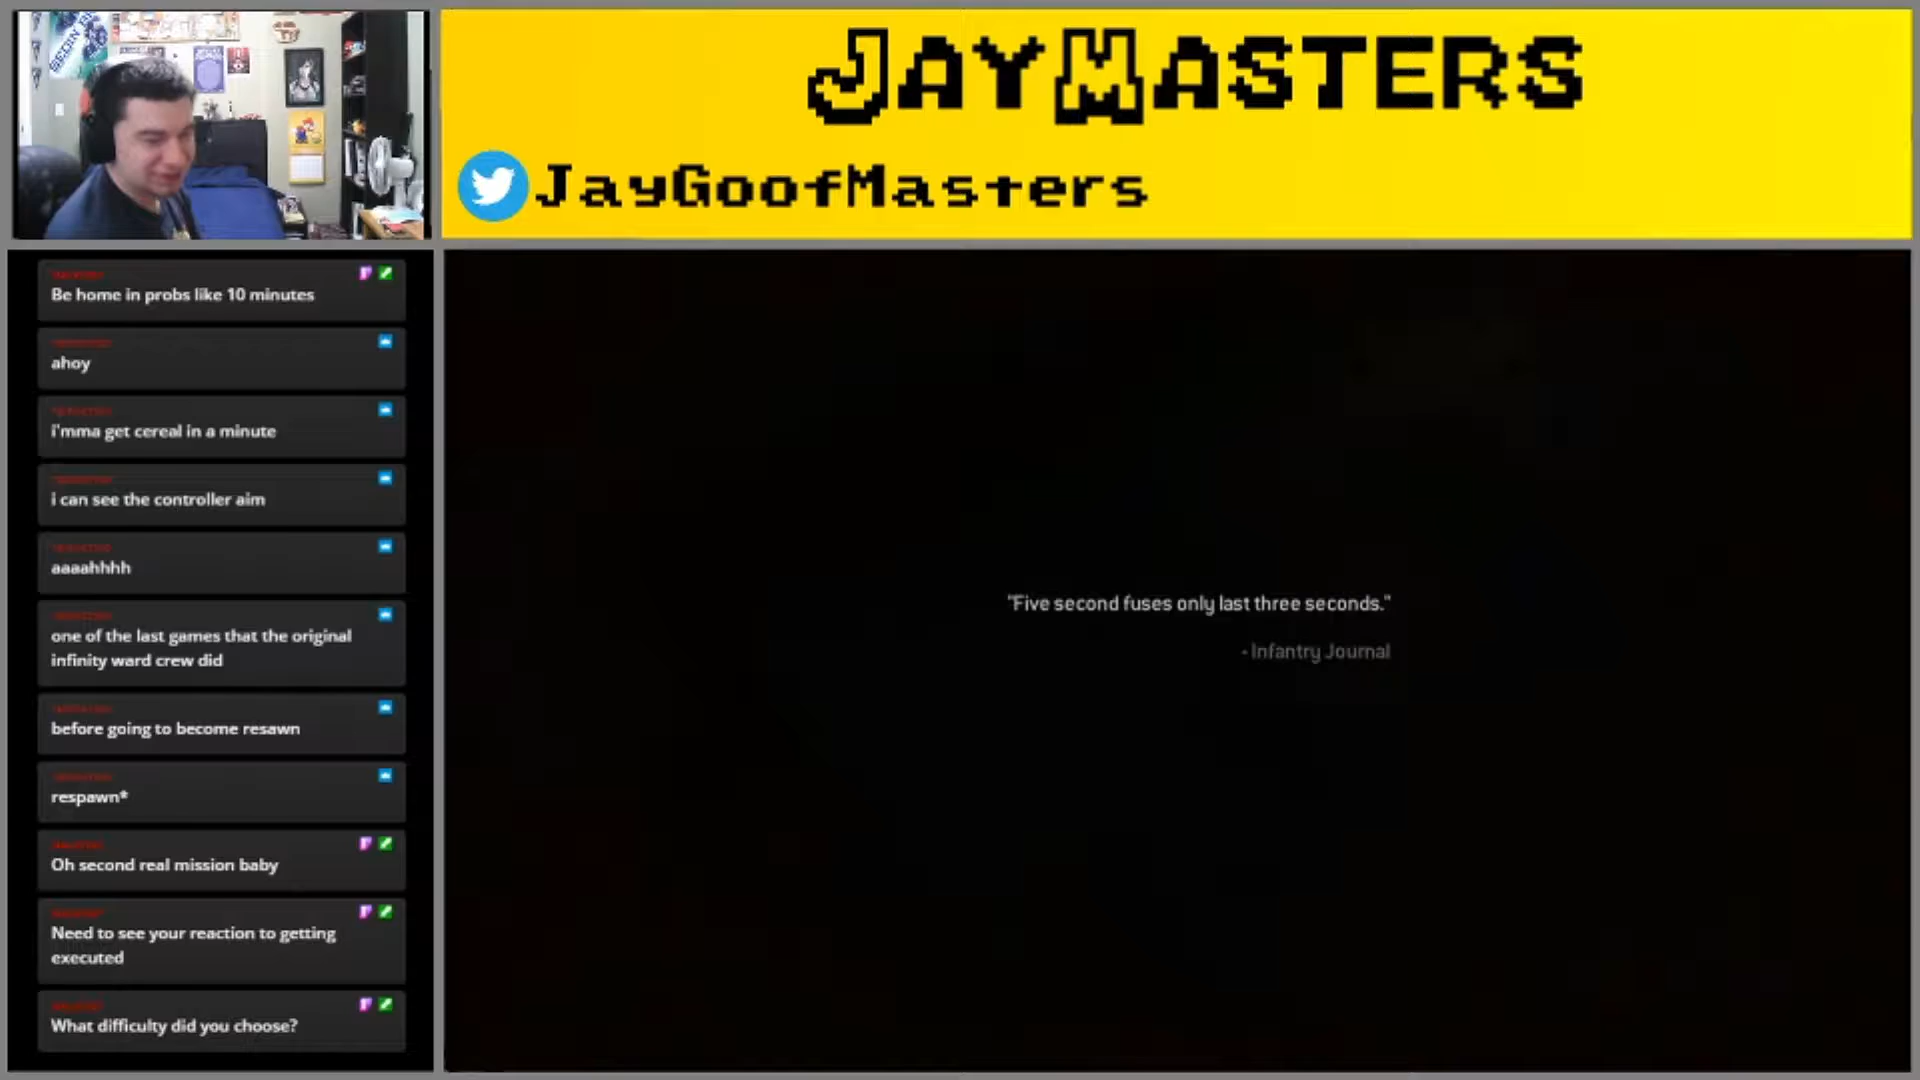 JAYMASTERS
JayGoofMasters
Be home in probs like 10 minutes
ahoy
i'mma get cereal in a minute
i can see the controller aim
aaaahhhh
one of the last games that the original
infinity ward crew did
before going to become resawn
respawn*
Oh second real mission baby
Need to see your reaction to getting
executed
What difficulty did you choose?
"Five second fuses only last three seconds."
- Infantry Journal